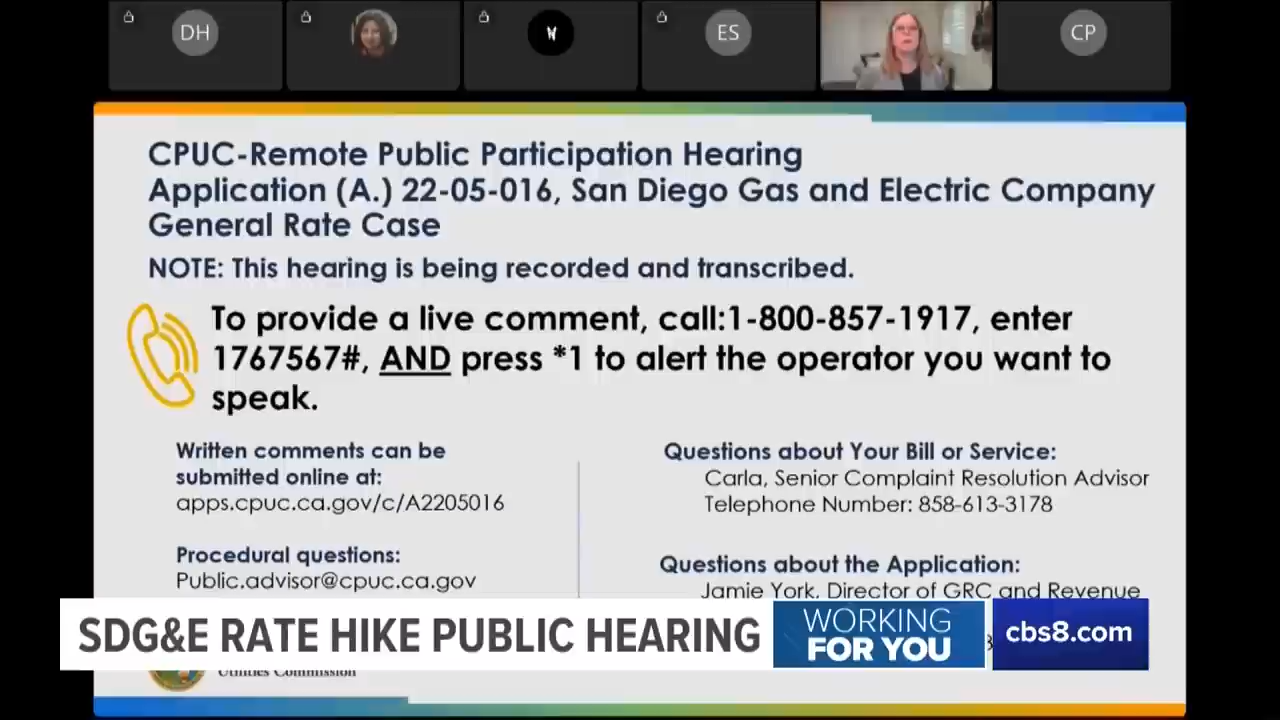 DH
ES
CP
CPUC-Remote Public Participation Hearing
Application (A.) 22-05-016, San Diego Gas and Electric Company
General Rate Case
NOTE: This hearing is being recorded and transcribed.
To provide a live comment, call:1-800-857-1917, enter
1767567#, AND press *1 to alert the operator you want to
speak.
Written comments can be
submitted online at:
apps.cpuc.ca.gov/c/A2205016
Procedural questions:
Public.advisor@cpuc.ca.gov
Questions about Your Bill or Service:
Carla, Senior Complaint Resolution Advisor
Telephone Number: 858-613-3178
Questions about the Application:
Jamie York, Director of GRC and Revenue
SDG&E RATE HIKE PUBLIC HEARING
WORKING
FOR YOU
cbs8.com
Utilities Commission